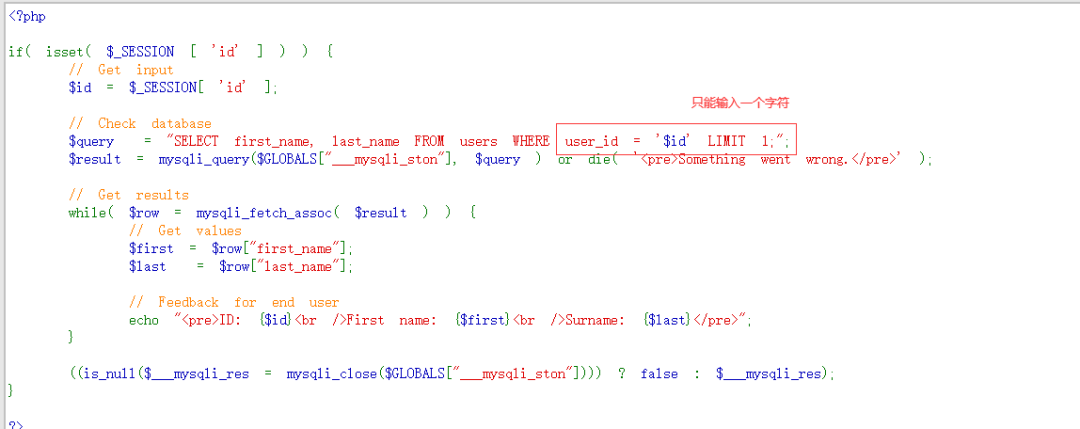 <?php
if( isset( $_SESSION [ 'id' ] ) ) {
// Get input
$id = $_SESSION[ 'id' ];
只能输入一个字符
// Check database
$query = "SELECT first_name, last_name FROM users WHERE user_id = '$id' LIMIT 1;";
$result = mysqli_query($GLOBALS["___mysqli_ston"], $query ) or die( '<pre>Something went wrong.</pre>' );
// Get results
while( $row = mysqli_fetch_assoc( $result ) ) {
// Get values
$first = $row["first_name"];
$last = $row["last_name"];
// Feedback for end user
echo "<pre>ID: {$id}<br />First name: {$first}<br />Surname: {$last}</pre>";
}
((is_null($___mysqli_res = mysqli_close($GLOBALS["___mysqli_ston"]))) ? false : $___mysqli_res);
}
?>